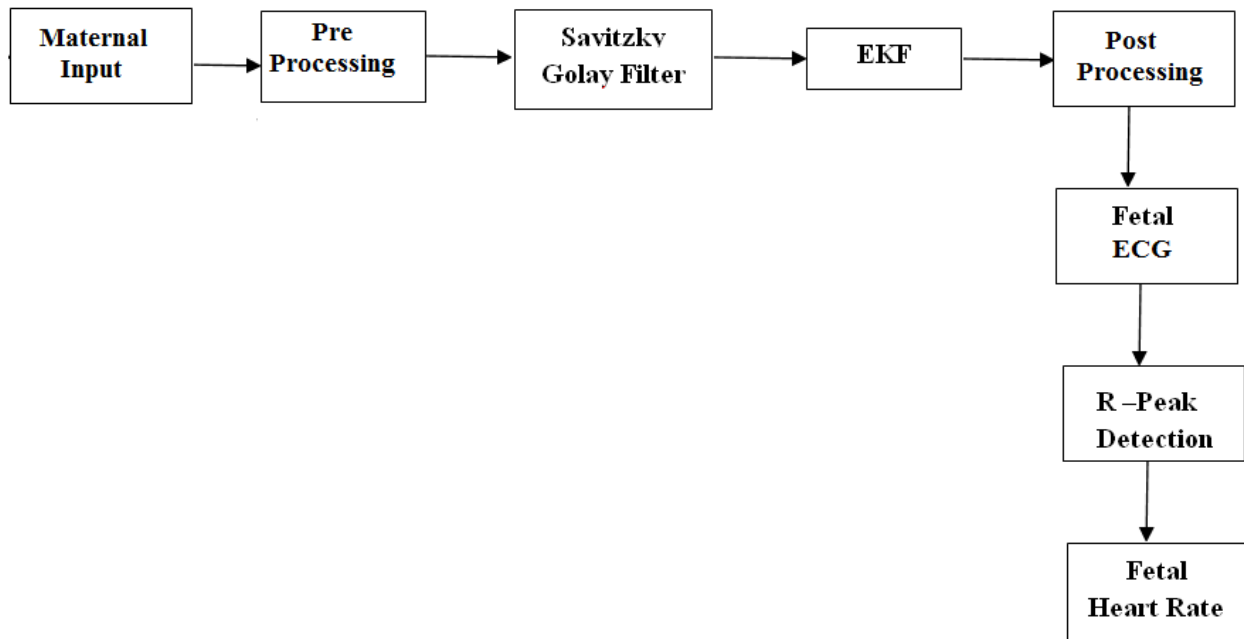 Maternal
Input
Pre
Processing
Savitzkv
Golay Filter
EKF
Post
Processing
Fetal
ECG
R –Peak
Detection
Fetal
Heart Rate